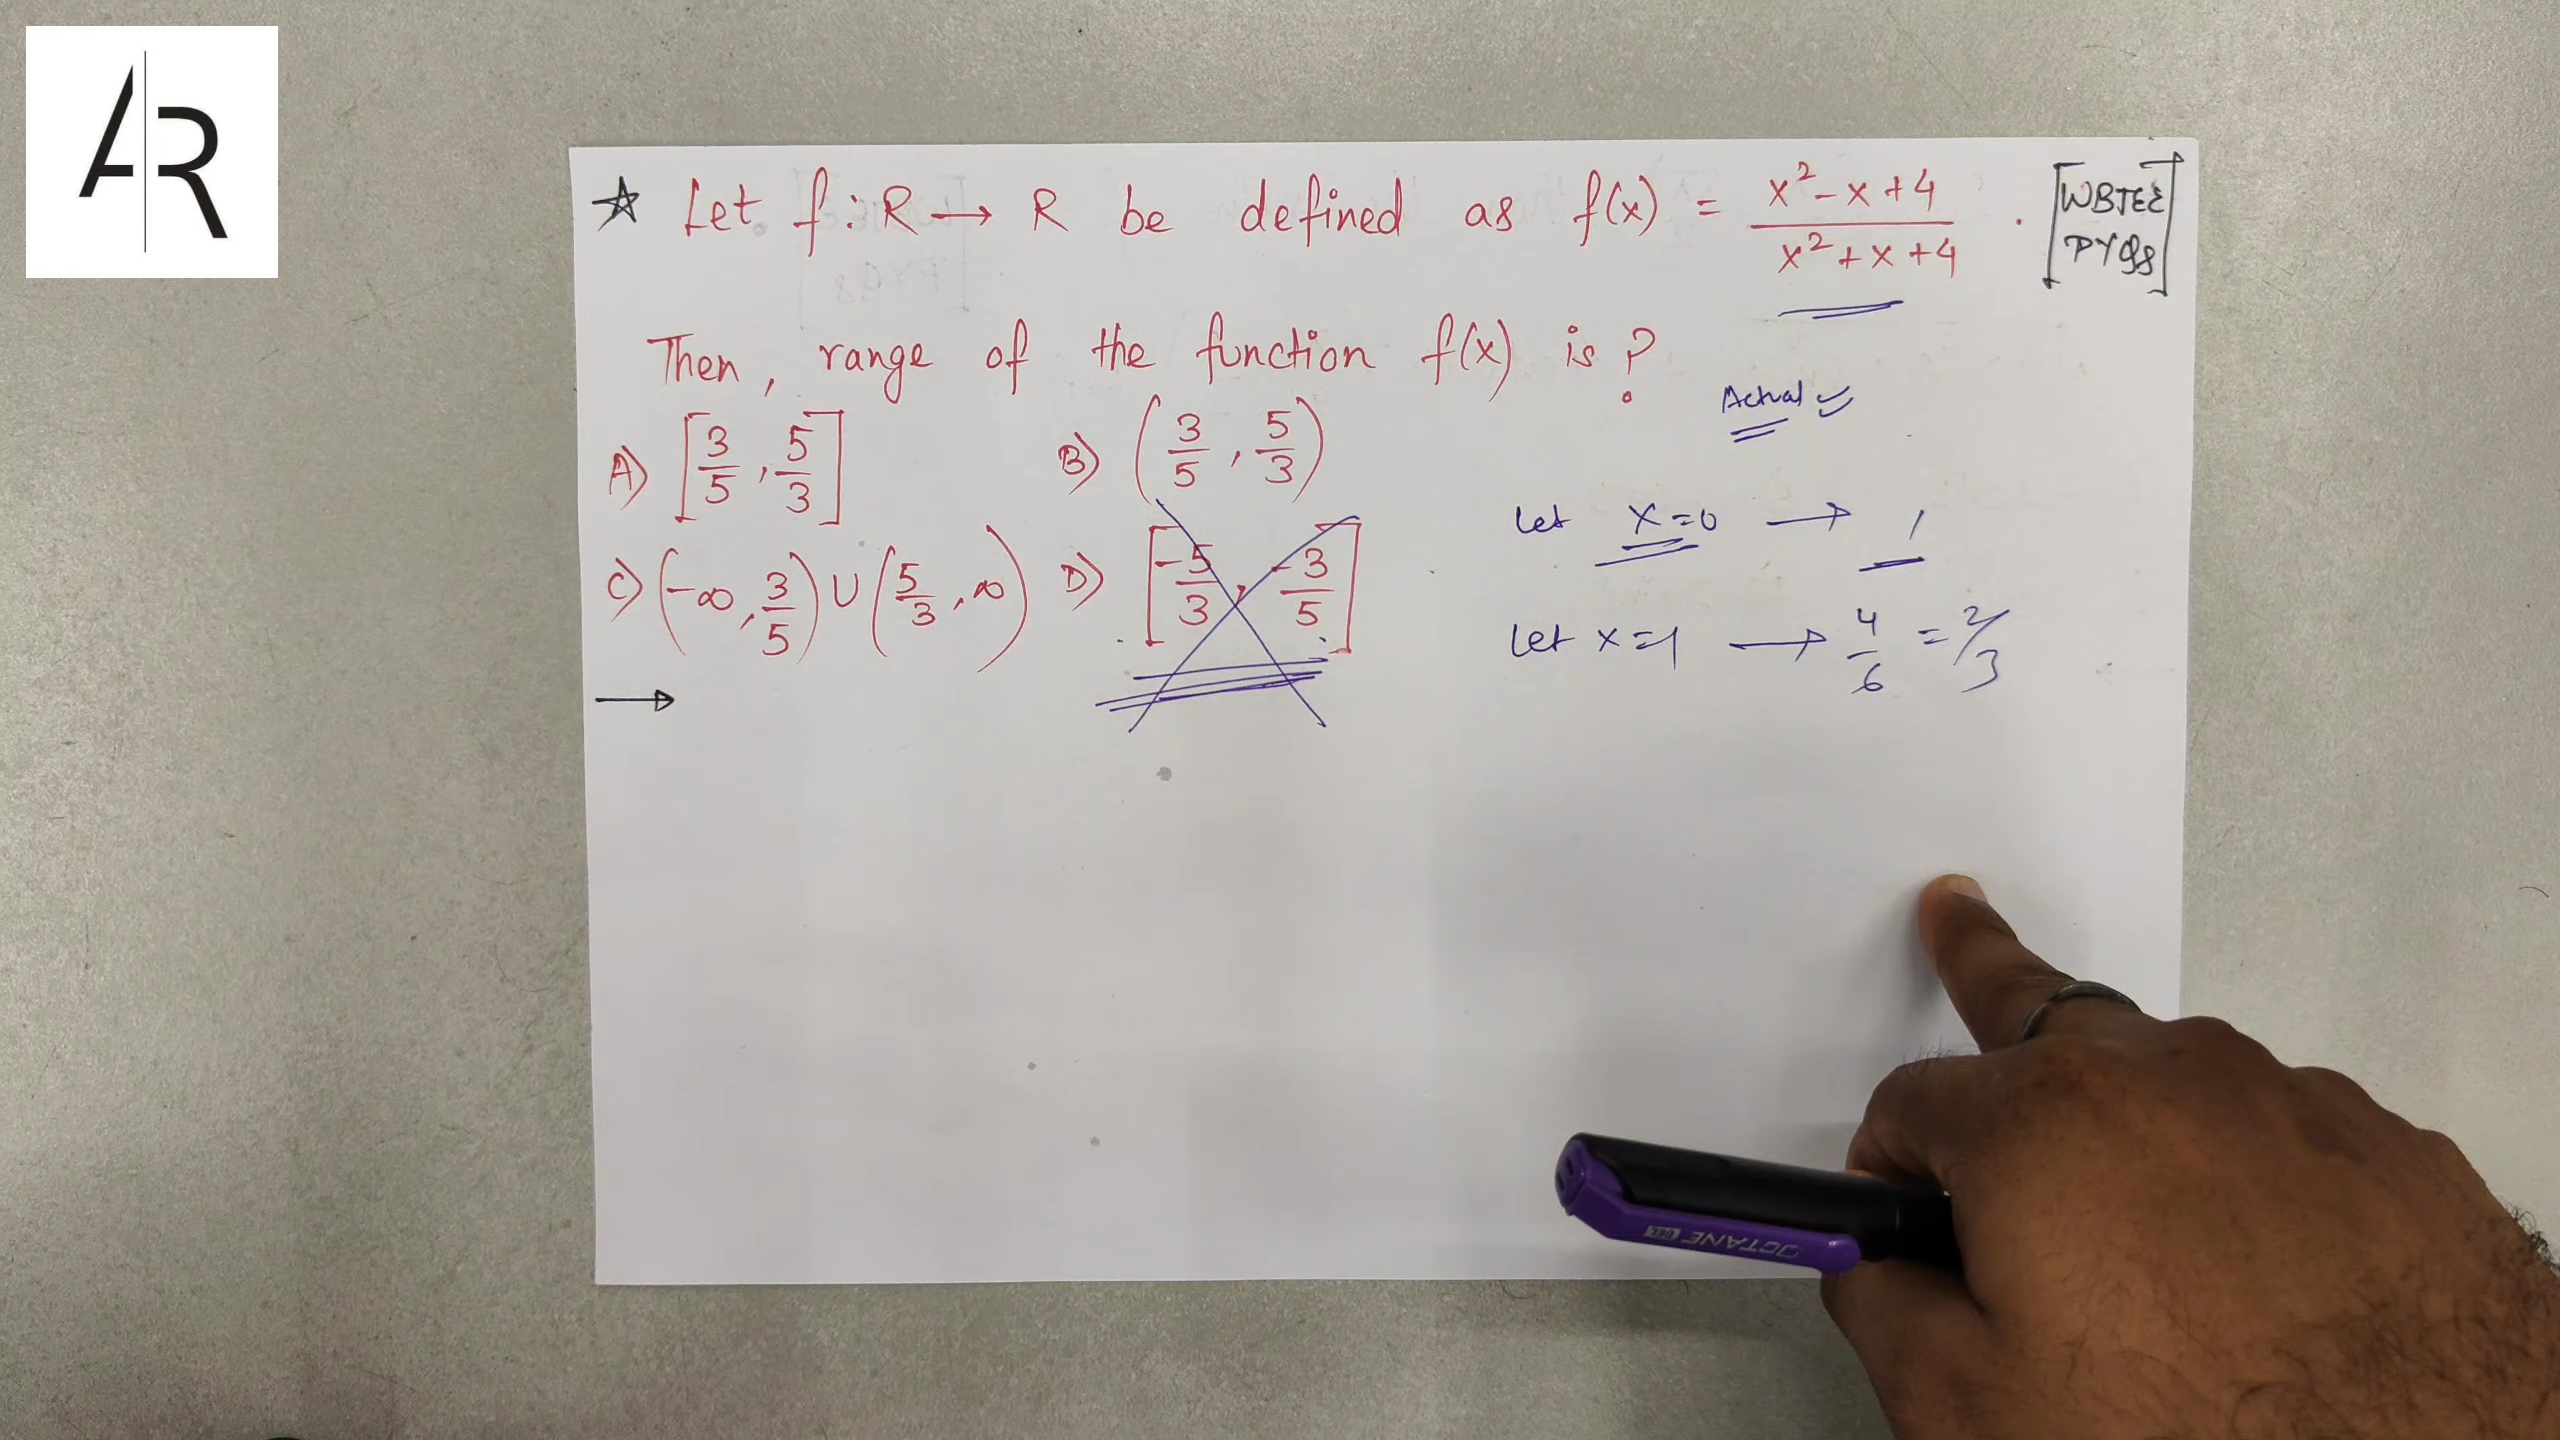 AR
☆ Let f : R → R be defined as f(x) = (x² - x + 4)/(x² + x + 4) . [WBJEE PYQs]
Then, range of the function f(x) is ?
Actual
A) [3/5, 5/3] B) (3/5, 5/3)
Let x=0 → 1
C) (-∞, 3/5) ∪ (5/3, ∞) D) [-5/3, -3/5]
Let x=1 → 4/6 = 2/3
→
OCTANE GEL